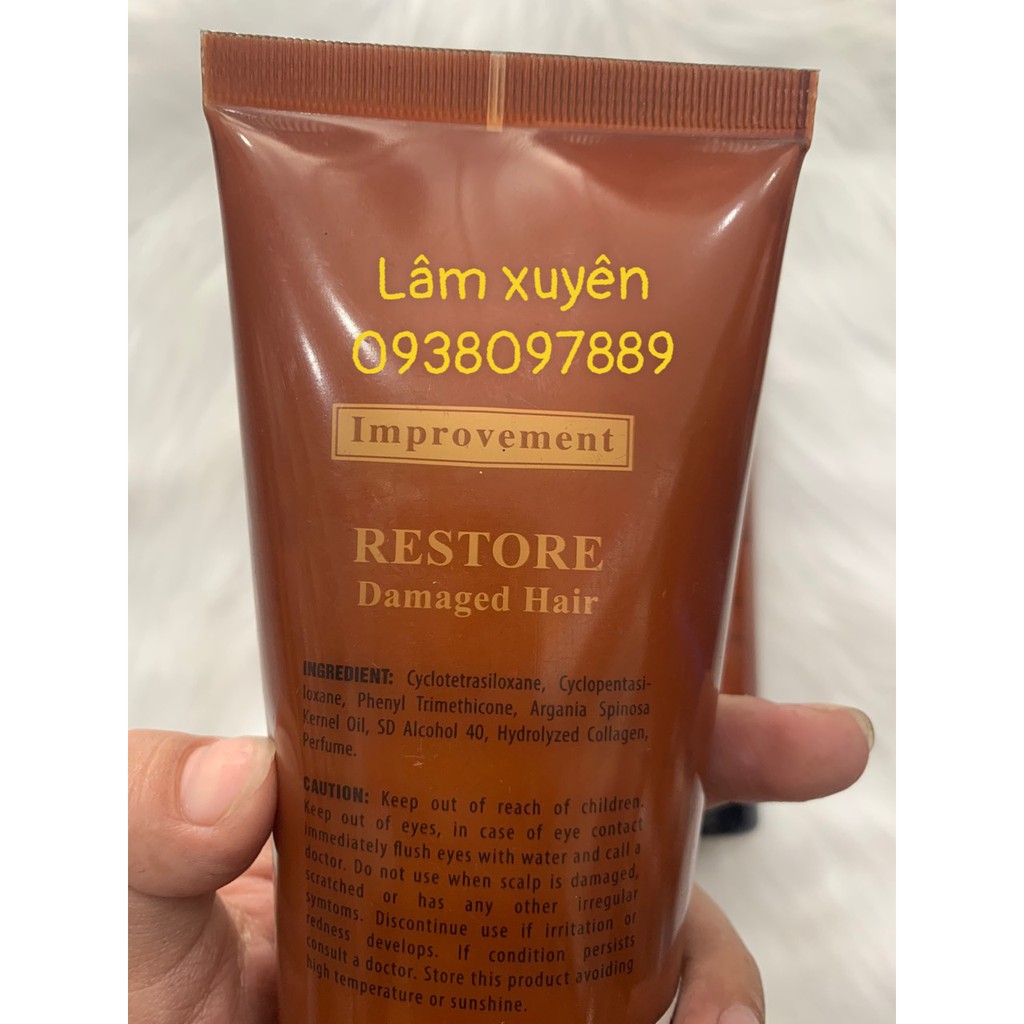 Lâm xuyên
0938097889
Improvement
RESTORE
Damaged Hair
INGREDIENT: Cyclotetrasiloxane, Cyclopentasi-
loxane, Phenyl Trimethicone, Argania Spinosa
Kernel Oil, SD Alcohol 40, Hydrolyzed Collagen,
Perfume.
CAUTION: Keep out of reach of children.
Keep out of eyes, in case of eye contact
immediately flush eyes with water and call a
doctor. Do not use when scalp is damaged,
scratched or has any other irregular
symtoms. Discontinue use if irritation or
redness develops. If condition persists
consult a doctor. Store this product avoiding
high temperature or sunshine.